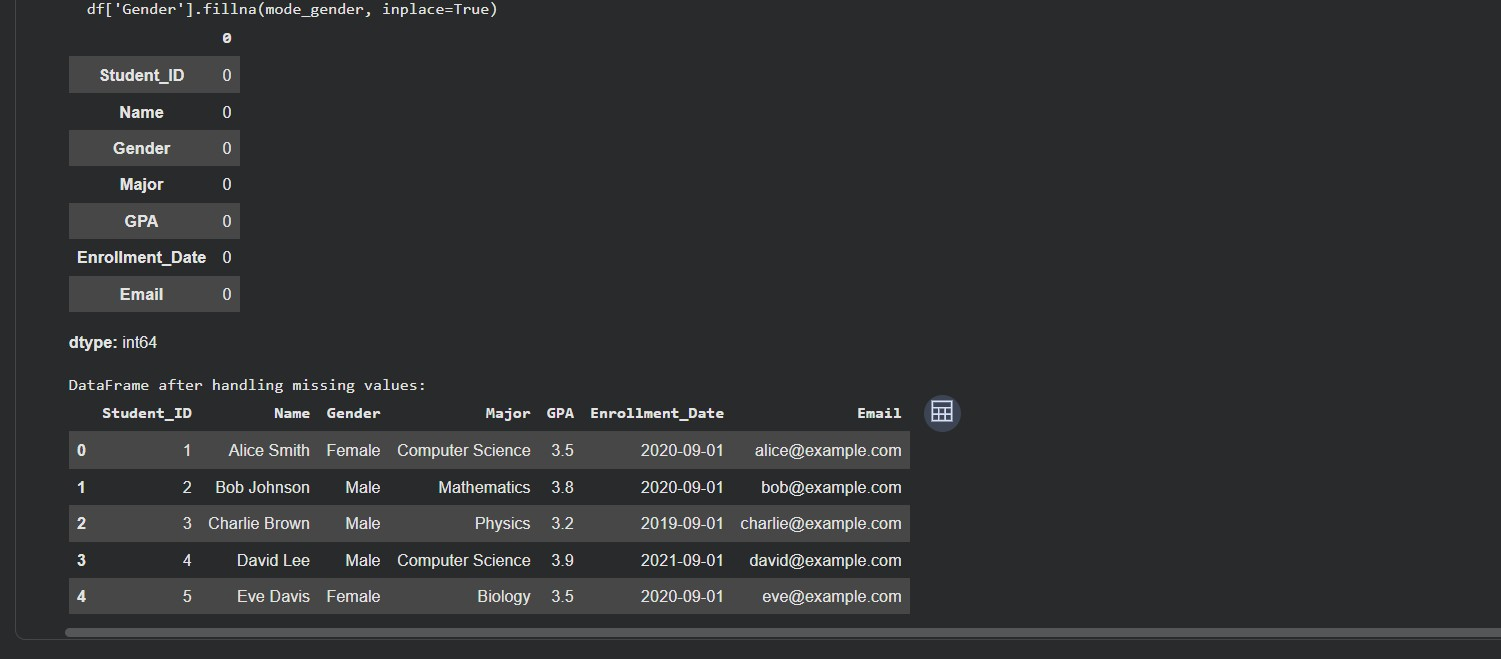 df['Gender'].fillna(mode_gender, inplace=True)
0
Student_ID 0
Name 0
Gender 0
Major 0
GPA 0
Enrollment_Date 0
Email 0
dtype: int64
DataFrame after handling missing values:
Student_ID Name Gender Major GPA Enrollment_Date Email
0 1 Alice Smith Female Computer Science 3.5 2020-09-01 alice@example.com
1 2 Bob Johnson Male Mathematics 3.8 2020-09-01 bob@example.com
2 3 Charlie Brown Male Physics 3.2 2019-09-01 charlie@example.com
3 4 David Lee Male Computer Science 3.9 2021-09-01 david@example.com
4 5 Eve Davis Female Biology 3.5 2020-09-01 eve@example.com